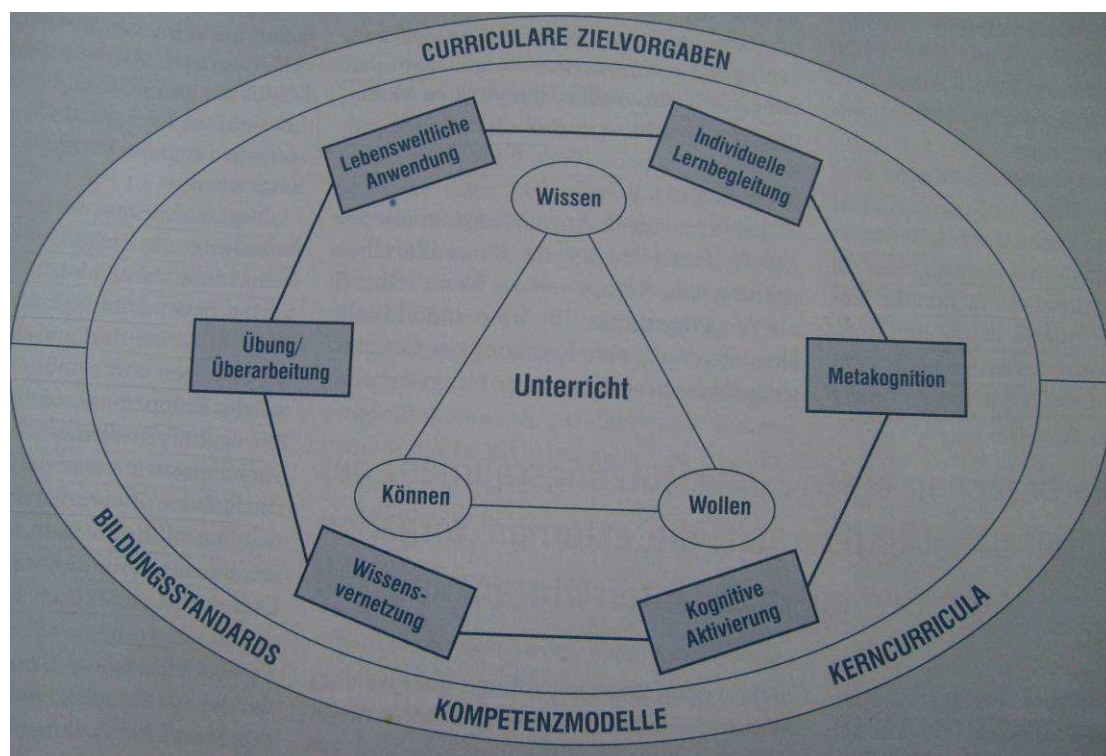 CURRICULARE ZIELVORGABEN
Lebensweltliche
Anwendung
Individuelle
Lernbegleitung
Wissen
Übung/
Überarbeitung
Unterricht
Metakognition
Können
Wollen
Wissens-
vernetzung
Kognitive
Aktivierung
BILDUNGSSTANDARDS
KOMPETENZMODELLE
KERNCURRICULA